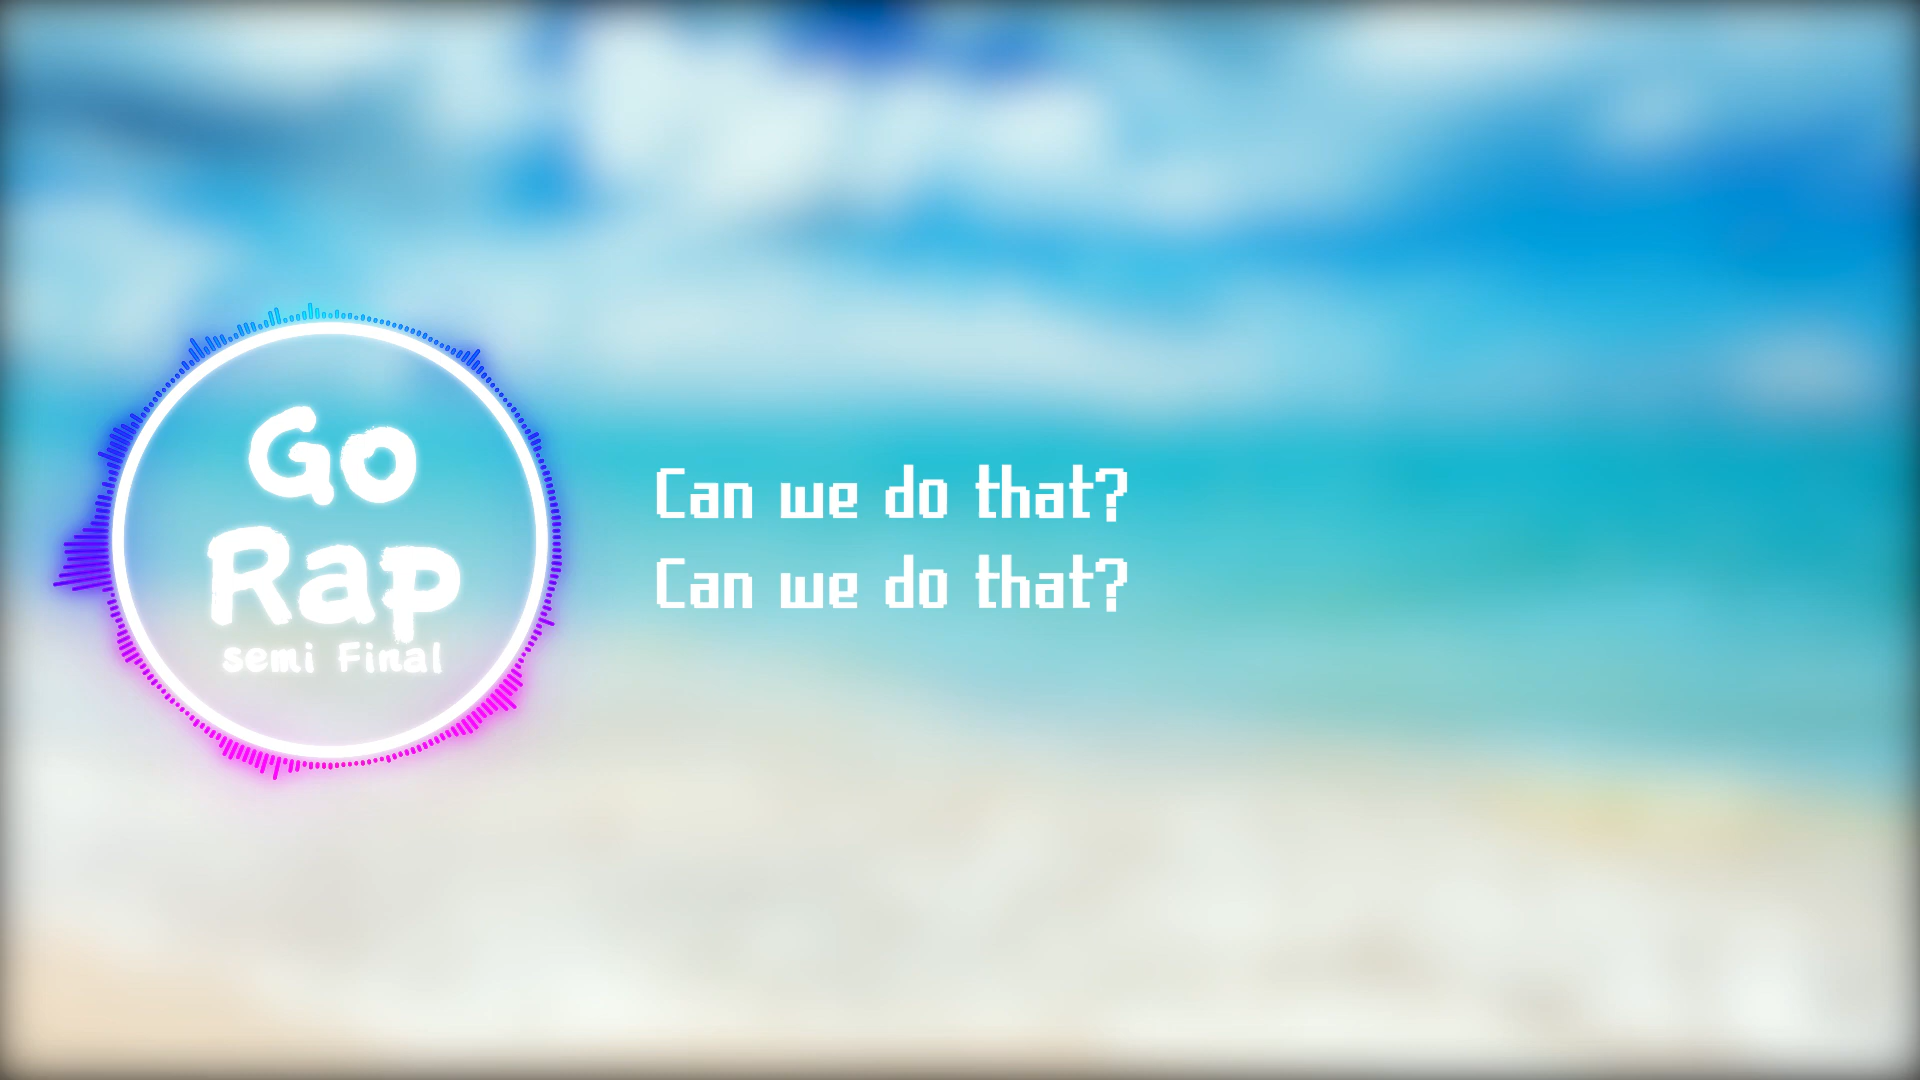 Go
Rap
semi Final
Can we do that?
Can we do that?